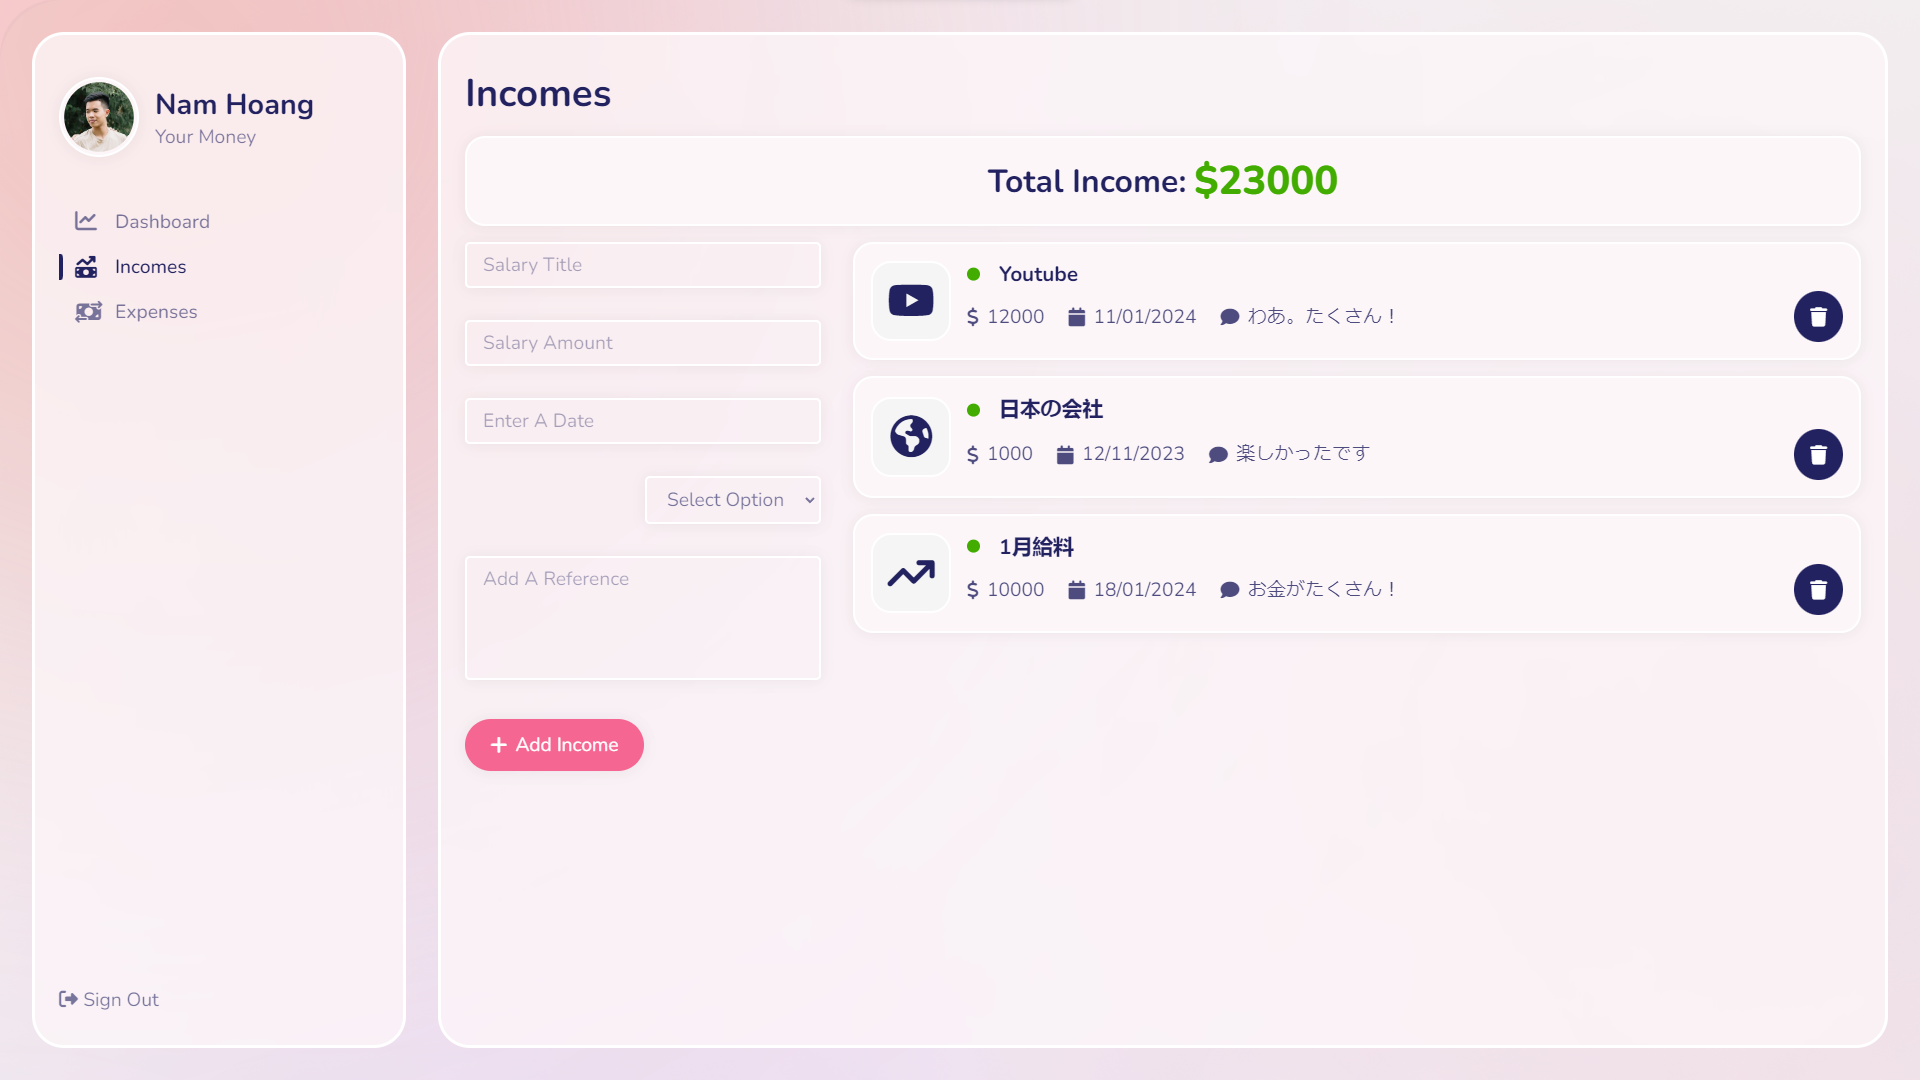 Nam Hoang
Your Money
Dashboard
Incomes
Expenses
Sign Out
Incomes
Total Income: $23000
Salary Title
Salary Amount
Enter A Date
Select Option
Add A Reference
+ Add Income
Youtube
$ 12000 11/01/2024 わあ。たくさん！
日本の会社
$ 1000 12/11/2023 楽しかったです
1月給料
$ 10000 18/01/2024 お金がたくさん！